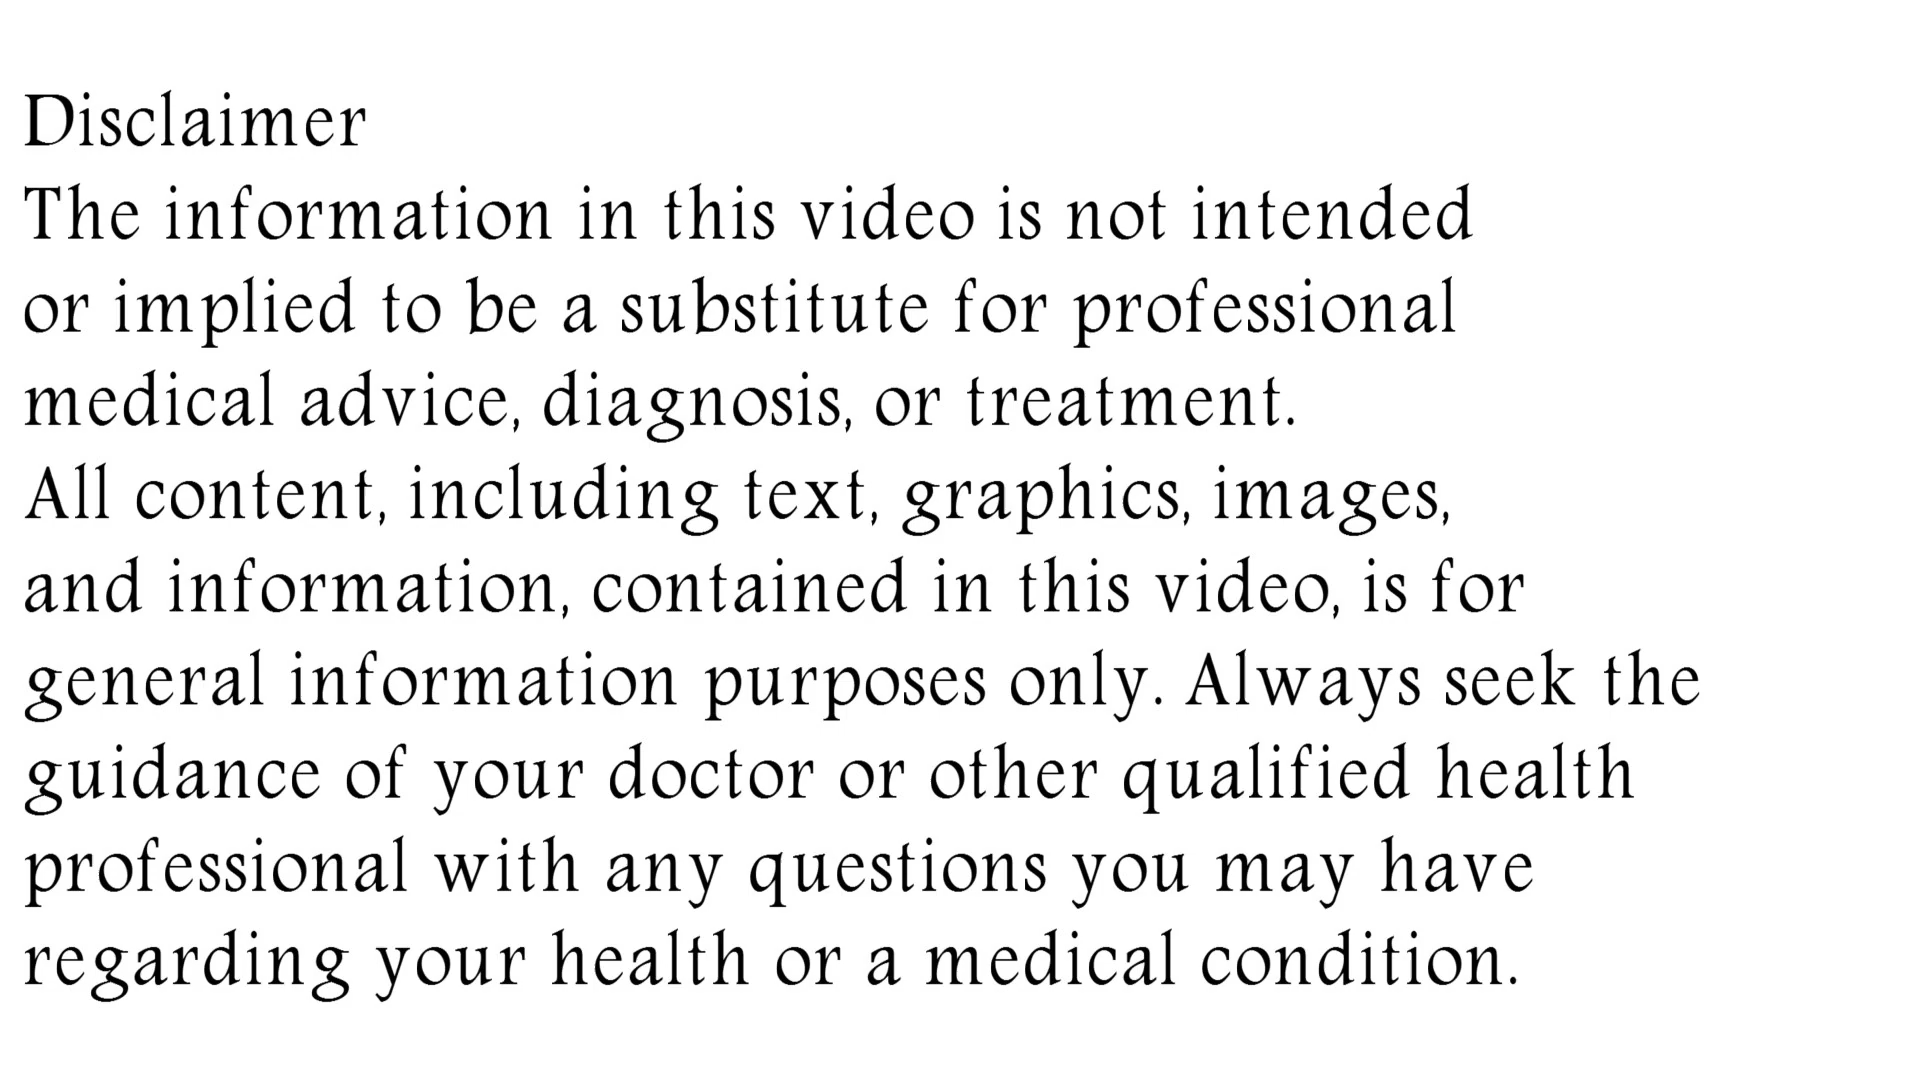 Disclaimer
The information in this video is not intended
or implied to be a substitute for professional
medical advice, diagnosis, or treatment.
All content, including text, graphics, images,
and information, contained in this video, is for
general information purposes only. Always seek the
guidance of your doctor or other qualified health
professional with any questions you may have
regarding your health or a medical condition.